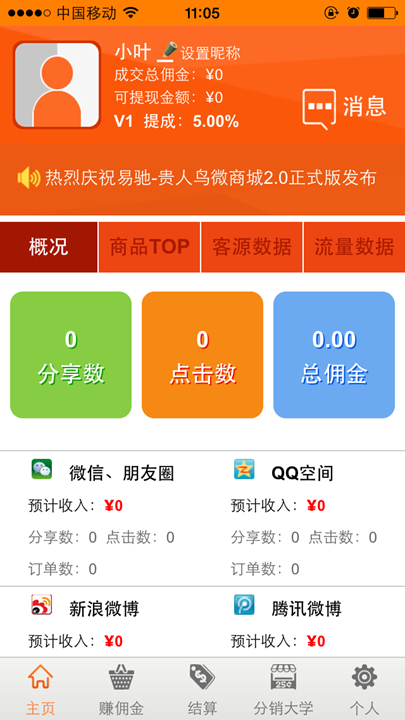 中国移动 11:05
小叶 设置昵称
成交总佣金：¥0
可提现金额：¥0
V1 提成：5.00%
消息
热烈庆祝易驰-贵人鸟微商城2.0正式版发布
概况 商品TOP 客源数据 流量数据
0 0 0.00
分享数 点击数 总佣金
微信、朋友圈 QQ空间
预计收入：¥0 预计收入：¥0
分享数：0 点击数：0 分享数：0 点击数：0
订单数：0 订单数：0
新浪微博 腾讯微博
预计收入：¥0 预计收入：¥0
主页 赚佣金 结算 分销大学 个人